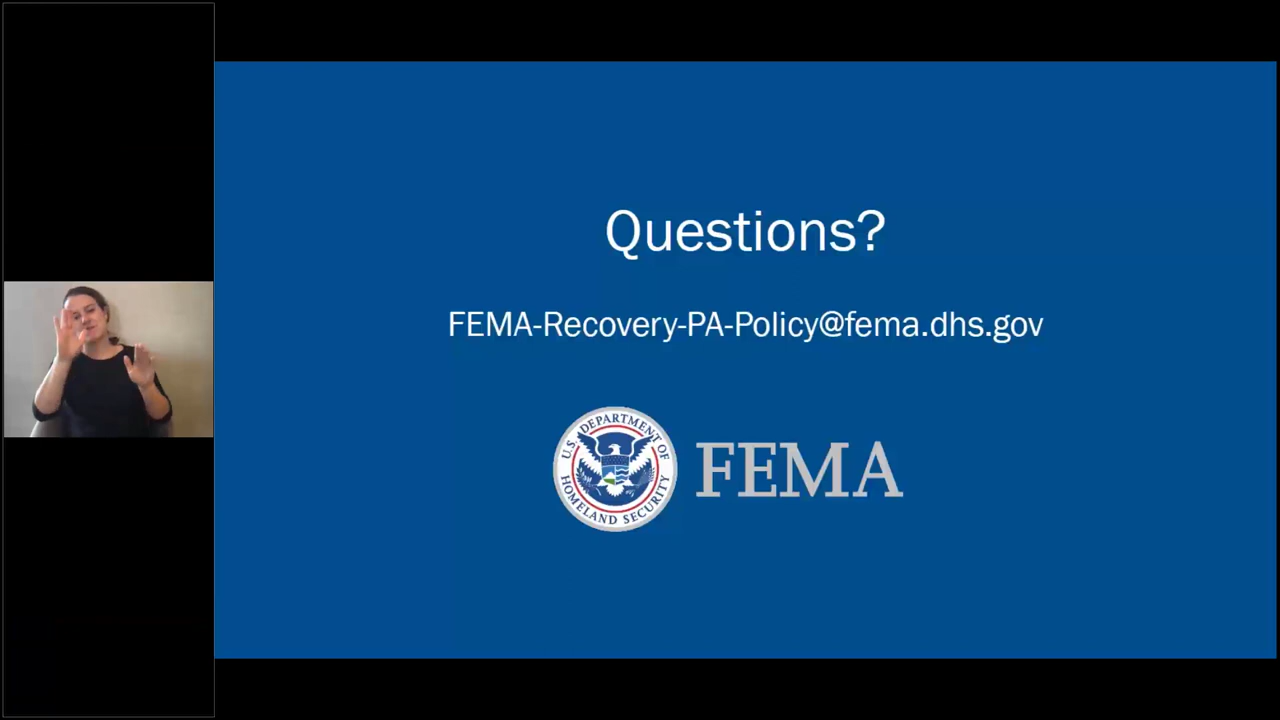 Questions?
FEMA-Recovery-PA-Policy@fema.dhs.gov
U.S. DEPARTMENT OF
HOMELAND SECURITY
FEMA